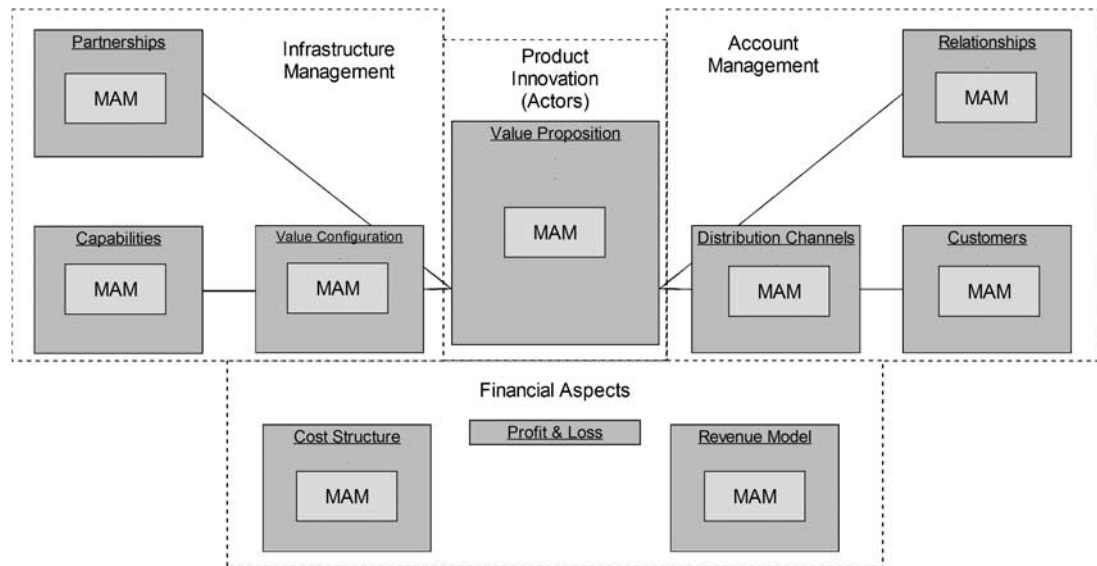 Partnerships
MAM
Infrastructure
Management
Capabilities
MAM
Value Configuration
MAM
Product
Innovation
(Actors)
Value Proposition
MAM
Account
Management
Relationships
MAM
Distribution Channels
MAM
Customers
MAM
Financial Aspects
Cost Structure
MAM
Profit & Loss
Revenue Model
MAM